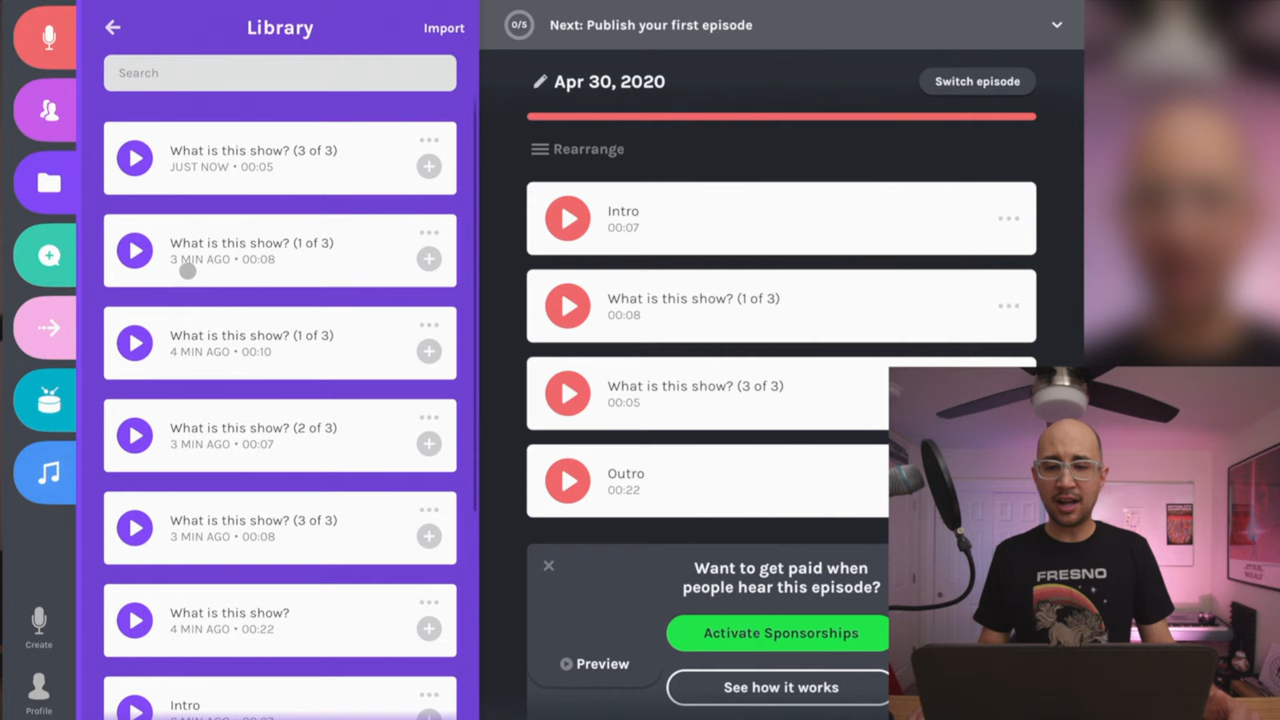 Library
Import
Search
What is this show? (3 of 3)
JUST NOW • 00:05
What is this show? (1 of 3)
3 MIN AGO • 00:08
What is this show? (1 of 3)
4 MIN AGO • 00:10
What is this show? (2 of 3)
3 MIN AGO • 00:07
What is this show? (3 of 3)
3 MIN AGO • 00:08
What is this show?
4 MIN AGO • 00:22
Intro
Create
Profile
0/5
Next: Publish your first episode
Apr 30, 2020
Switch episode
Rearrange
Intro
00:07
What is this show? (1 of 3)
00:08
What is this show? (3 of 3)
00:05
Outro
00:22
Want to get paid when
people hear this episode?
Activate Sponsorships
Preview
See how it works
FRESNO